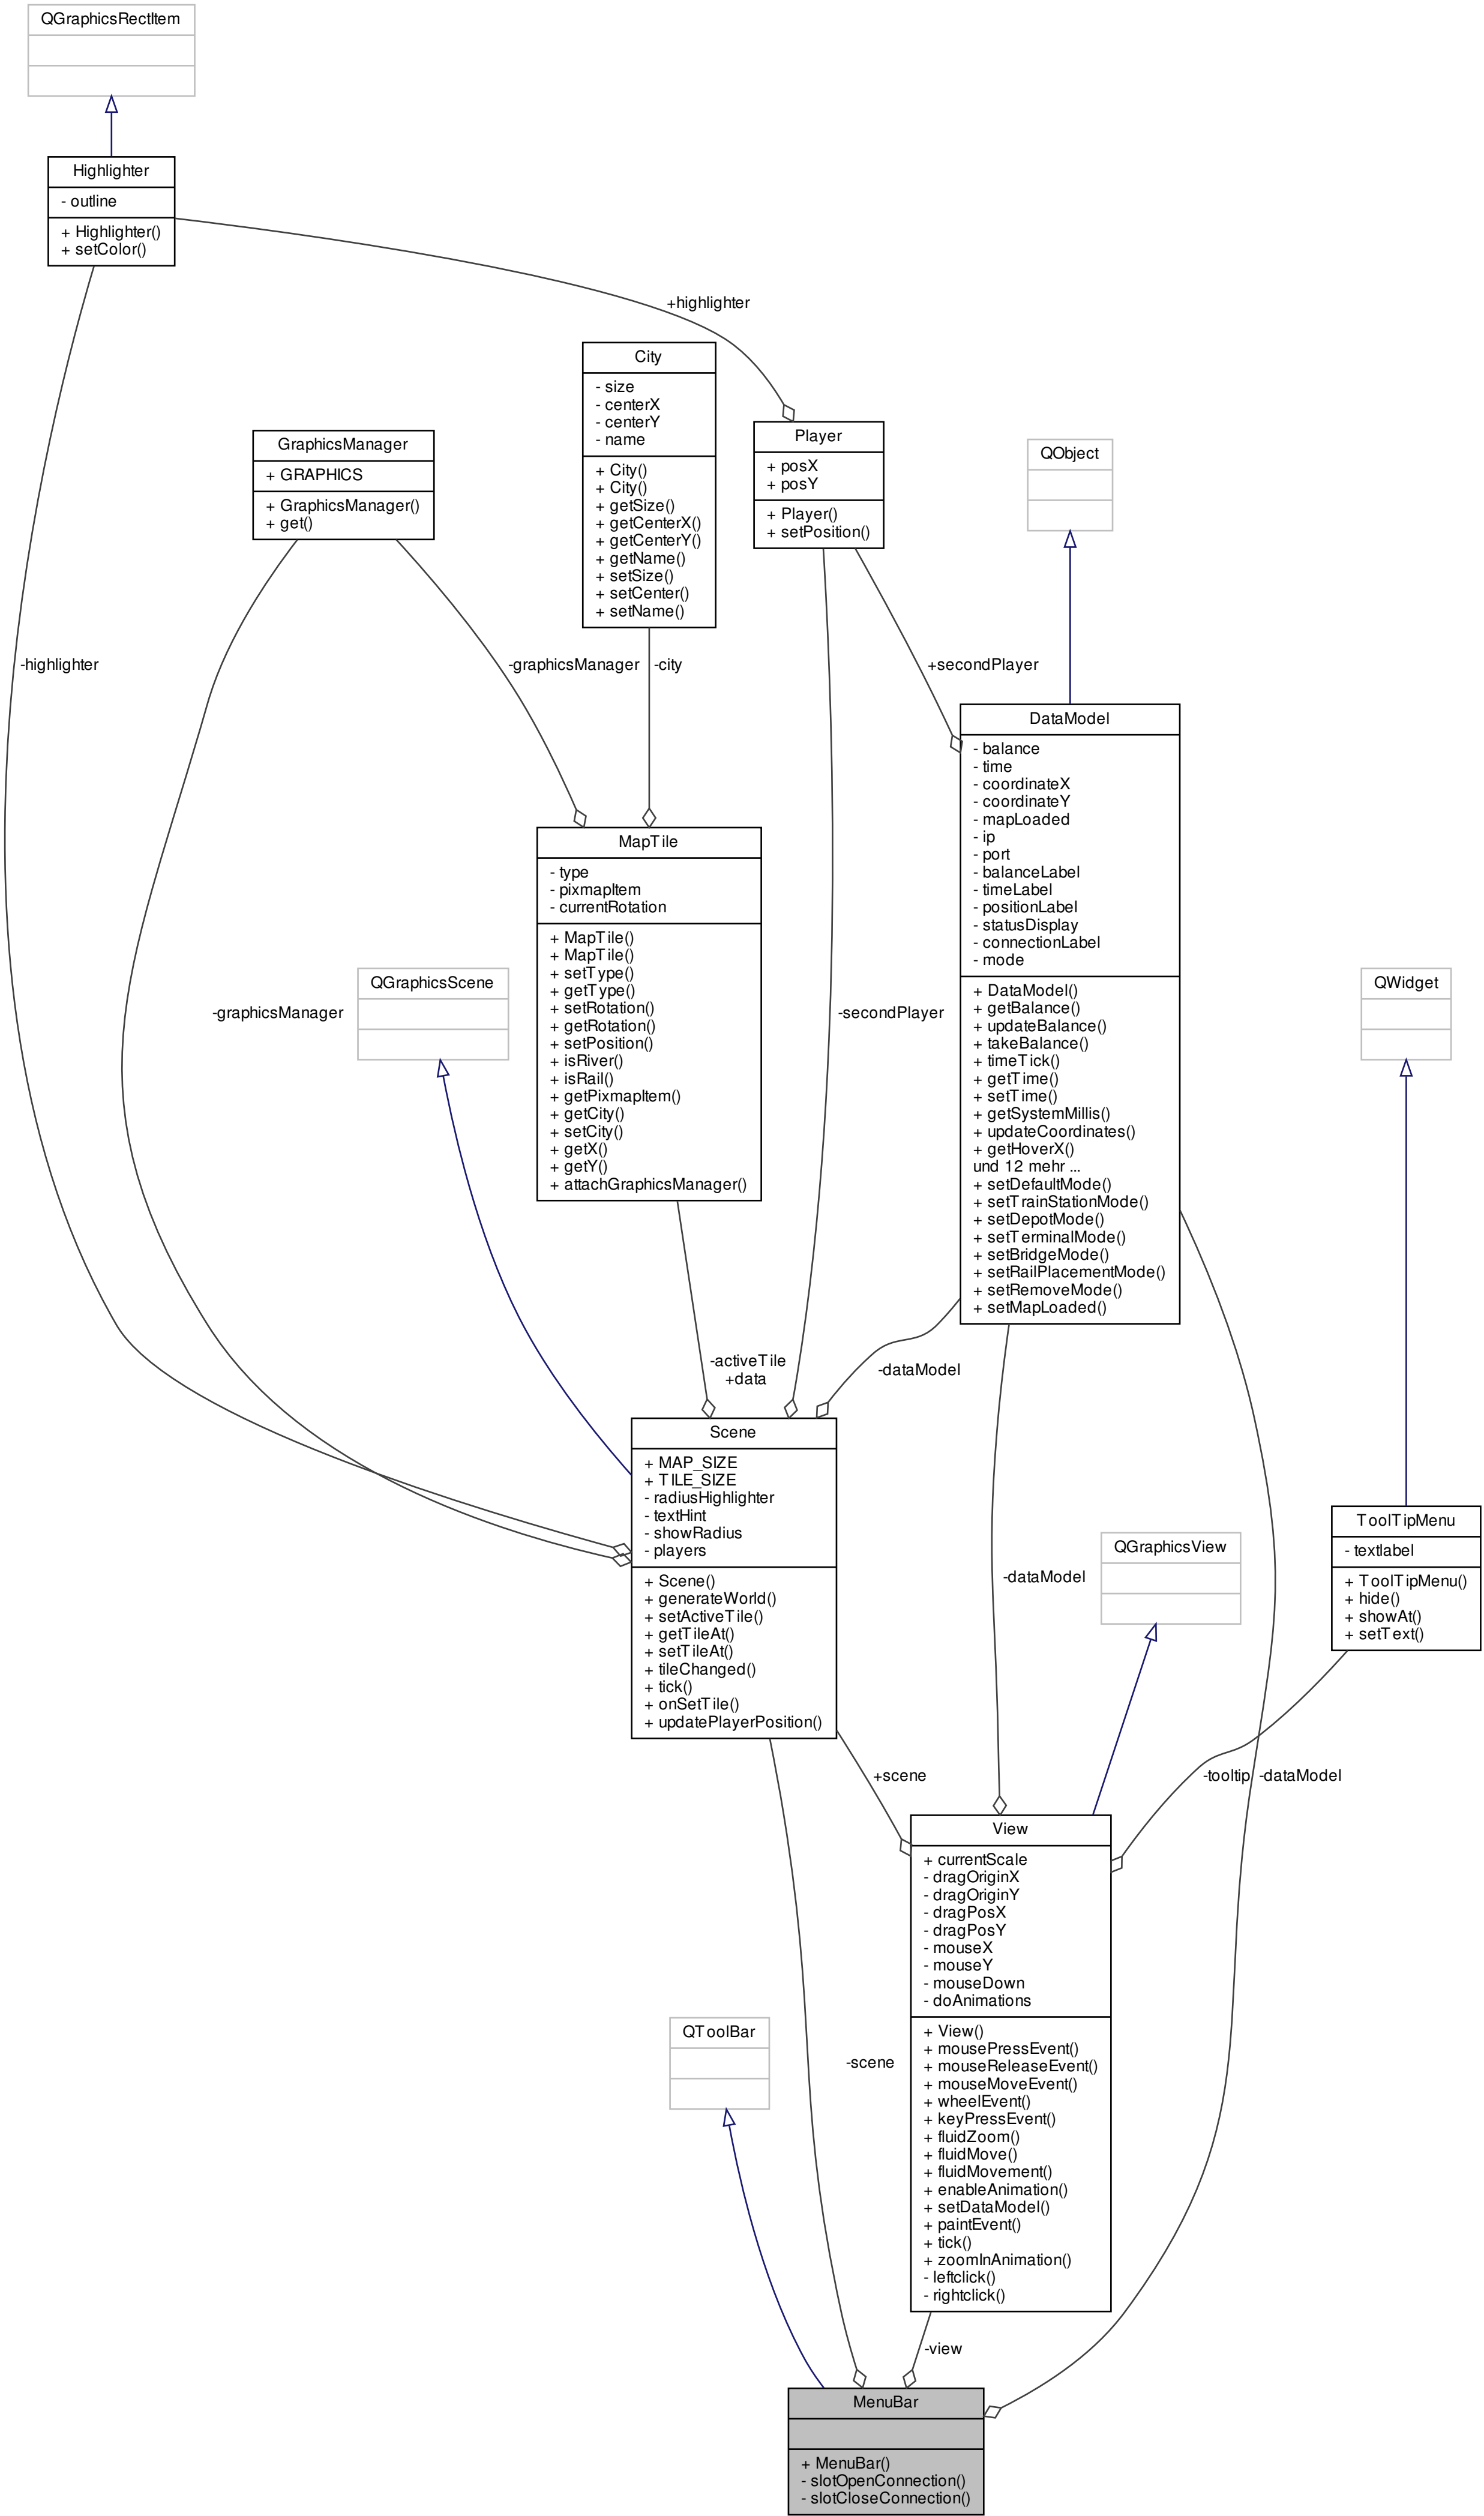 QGraphicsRectItem
Highlighter
- outline
+ Highlighter()
+ setColor()
+highlighter
City
- size
- centerX
- centerY
- name
+ City()
+ City()
+ getSize()
+ getCenterX()
+ getCenterY()
+ getName()
+ setSize()
+ setCenter()
+ setName()
GraphicsManager
+ GRAPHICS
+ GraphicsManager()
+ get()
Player
+ posX
+ posY
+ Player()
+ setPosition()
QObject
-highlighter
-graphicsManager
-city
+secondPlayer
DataModel
- balance
- time
- coordinateX
- coordinateY
- mapLoaded
- ip
- port
- balanceLabel
- timeLabel
- positionLabel
- statusDisplay
- connectionLabel
- mode
+ DataModel()
+ getBalance()
+ updateBalance()
+ takeBalance()
+ timeTick()
+ getTime()
+ setTime()
+ getSystemMillis()
+ updateCoordinates()
+ getHoverX()
und 12 mehr ...
+ setDefaultMode()
+ setTrainStationMode()
+ setDepotMode()
+ setTerminalMode()
+ setBridgeMode()
+ setRailPlacementMode()
+ setRemoveMode()
+ setMapLoaded()
MapTile
- type
- pixmapItem
- currentRotation
+ MapTile()
+ MapTile()
+ setType()
+ getType()
+ setRotation()
+ getRotation()
+ setPosition()
+ isRiver()
+ isRail()
+ getPixmapItem()
+ getCity()
+ setCity()
+ getX()
+ getY()
+ attachGraphicsManager()
QGraphicsScene
QWidget
-graphicsManager
-secondPlayer
-activeTile
+data
-dataModel
Scene
+ MAP_SIZE
+ TILE_SIZE
- radiusHighlighter
- textHint
- showRadius
- players
+ Scene()
+ generateWorld()
+ setActiveTile()
+ getTileAt()
+ setTileAt()
+ tileChanged()
+ tick()
+ onSetTile()
+ updatePlayerPosition()
ToolTipMenu
- textlabel
+ ToolTipMenu()
+ hide()
+ showAt()
+ setText()
QGraphicsView
-dataModel
+scene
-tooltip
-dataModel
View
+ currentScale
- dragOriginX
- dragOriginY
- dragPosX
- dragPosY
- mouseX
- mouseY
- mouseDown
- doAnimations
+ View()
+ mousePressEvent()
+ mouseReleaseEvent()
+ mouseMoveEvent()
+ wheelEvent()
+ keyPressEvent()
+ fluidZoom()
+ fluidMove()
+ fluidMovement()
+ enableAnimation()
+ setDataModel()
+ paintEvent()
+ tick()
+ zoomInAnimation()
- leftclick()
- rightclick()
QToolBar
-scene
-view
MenuBar
+ MenuBar()
- slotOpenConnection()
- slotCloseConnection()